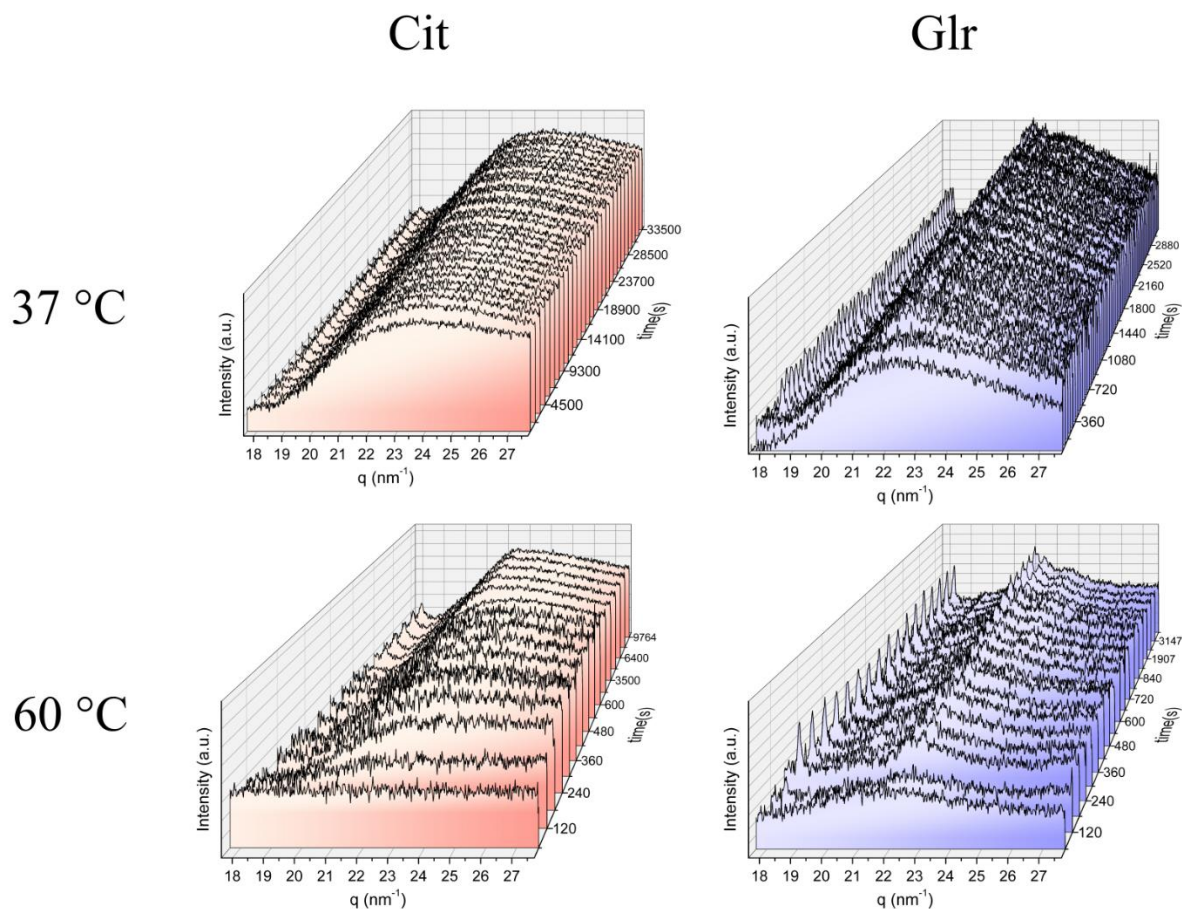 Cit
Glr
37 °C
Intensity (a.u.)
18 19 20 21 22 23 24 25 26 27
q (nm⁻¹)
4500
9300
14100
18900
23700
28500
33500
time(s)
Intensity (a.u.)
18 19 20 21 22 23 24 25 26 27
q (nm⁻¹)
360
720
1080
1440
1800
2160
2520
2880
time(s)
60 °C
Intensity (a.u.)
18 19 20 21 22 23 24 25 26 27
q (nm⁻¹)
120
240
360
480
600
3500
6400
9764
time(s)
Intensity (a.u.)
18 19 20 21 22 23 24 25 26 27
q (nm⁻¹)
120
240
360
480
600
720
840
1907
3147
time(s)